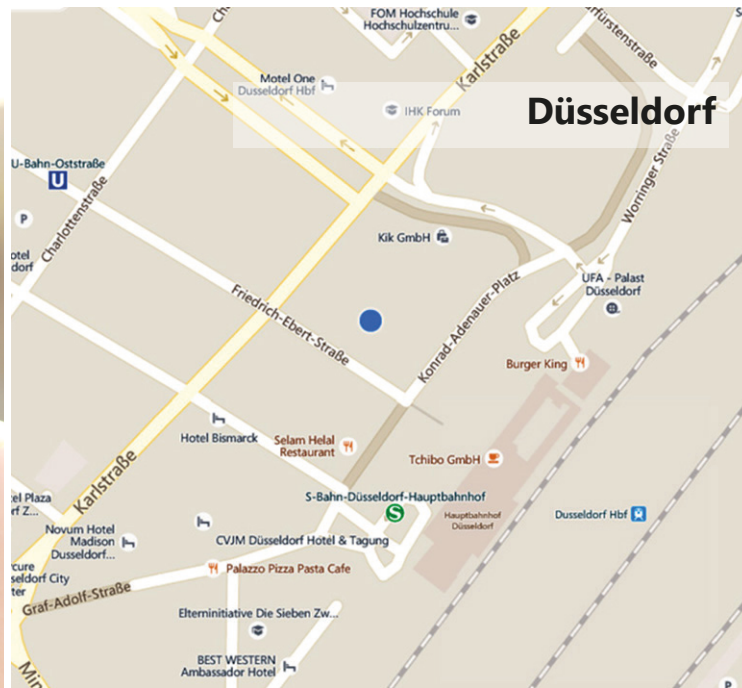 FOM Hochschule
Hochschulzentru...
Karlstraße
Motel One
Dusseldorf Hbf
IHK Forum
Düsseldorf
U-Bahn-Oststraße
U
Charlottenstraße
Worringer Straße
P
Kik GmbH
UFA - Palast
Düsseldorf
Friedrich-Ebert-Straße
Konrad-Adenauer-Platz
Burger King
Hotel Bismarck
Selam Helal
Restaurant
Tchibo GmbH
Karlstraße
S-Bahn-Düsseldorf-Hauptbahnhof
S
Hauptbahnhof
Düsseldorf
Dusseldorf Hbf
Novum Hotel
Madison
Dusseldorf...
CVJM Düsseldorf Hotel & Tagung
Palazzo Pizza Pasta Cafe
Graf-Adolf-Straße
Elterninitiative Die Sieben Zw...
BEST WESTERN
Ambassador Hotel
P